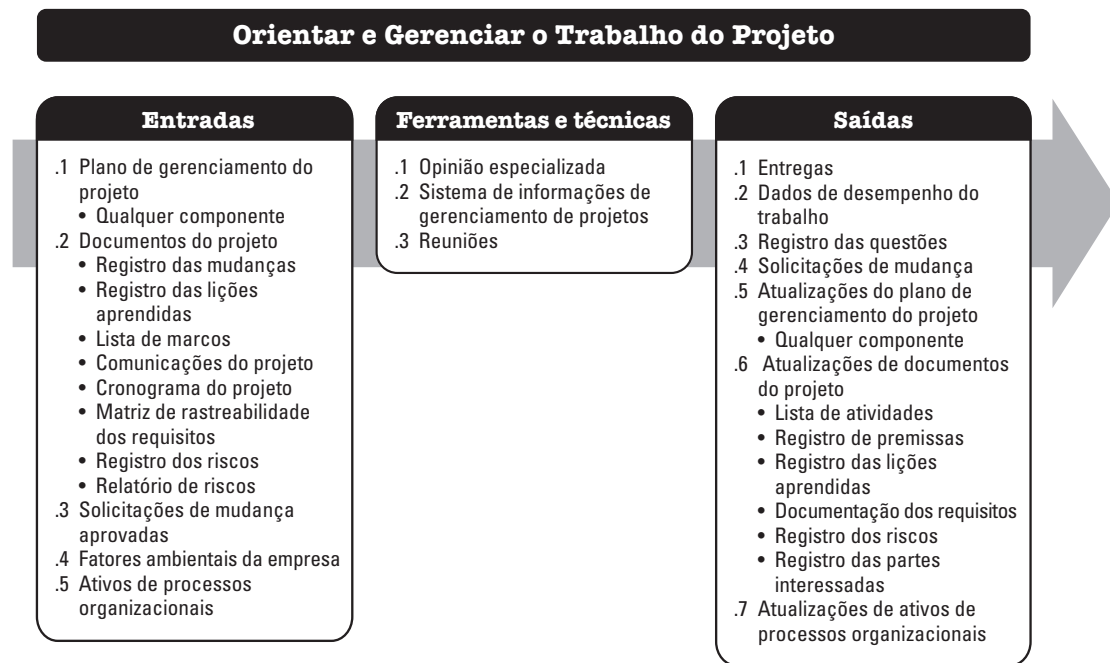 Orientar e Gerenciar o Trabalho do Projeto
Entradas
.1 Plano de gerenciamento do
projeto
• Qualquer componente
.2 Documentos do projeto
• Registro das mudanças
• Registro das lições
aprendidas
• Lista de marcos
• Comunicações do projeto
• Cronograma do projeto
• Matriz de rastreabilidade
dos requisitos
• Registro dos riscos
• Relatório de riscos
.3 Solicitações de mudança
aprovadas
.4 Fatores ambientais da empresa
.5 Ativos de processos
organizacionais
Ferramentas e técnicas
.1 Opinião especializada
.2 Sistema de informações de
gerenciamento de projetos
.3 Reuniões
Saídas
.1 Entregas
.2 Dados de desempenho do
trabalho
.3 Registro das questões
.4 Solicitações de mudança
.5 Atualizações do plano de
gerenciamento do projeto
• Qualquer componente
.6 Atualizações de documentos
do projeto
• Lista de atividades
• Registro de premissas
• Registro das lições
aprendidas
• Documentação dos requisitos
• Registro dos riscos
• Registro das partes
interessadas
.7 Atualizações de ativos de
processos organizacionais